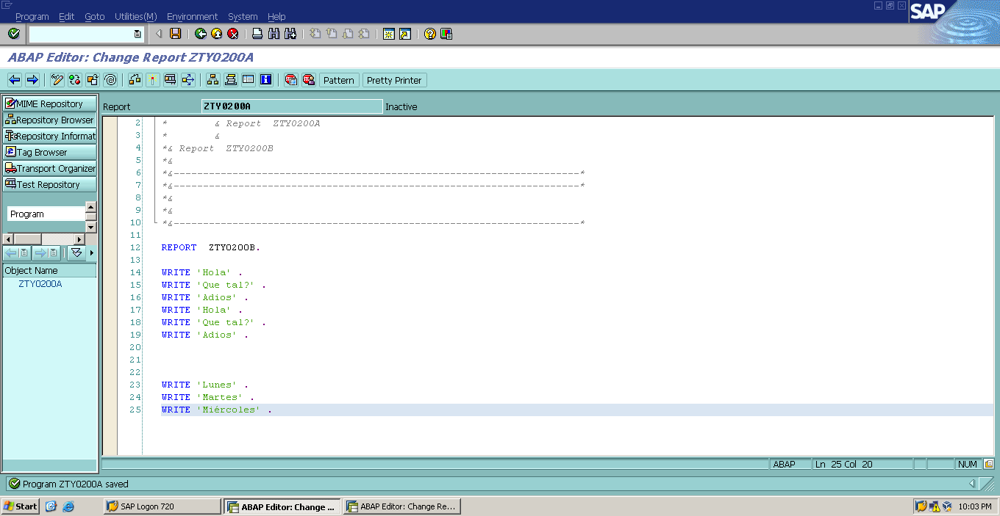 Program Edit Goto Utilities(M) Environment System Help
SAP
ABAP Editor: Change Report ZTY0200A
Pattern Pretty Printer
MIME Repository
Repository Browser
Repository Informat
Tag Browser
Transport Organizer
Test Repository
Program
Object Name
ZTY0200A
Report ZTY0200A Inactive
2 * & Report ZTY0200A
3 * &
4 *& Report ZTY0200B
5 *&
6 *&---------------------------------------------------------------------*
7 *&---------------------------------------------------------------------*
8 *&
9 *&
10 *&---------------------------------------------------------------------*
11
12 REPORT ZTY0200B.
13
14 WRITE 'Hola' .
15 WRITE 'Que tal?' .
16 WRITE 'Adios' .
17 WRITE 'Hola' .
18 WRITE 'Que tal?' .
19 WRITE 'Adios' .
20
21
22
23 WRITE 'Lunes' .
24 WRITE 'Martes' .
25 WRITE 'Miércoles' .
ABAP Ln 25 Col 20 NUM
Program ZTY0200A saved
Start SAP Logon 720 ABAP Editor: Change ... ABAP Editor: Change Re... 10:03 PM